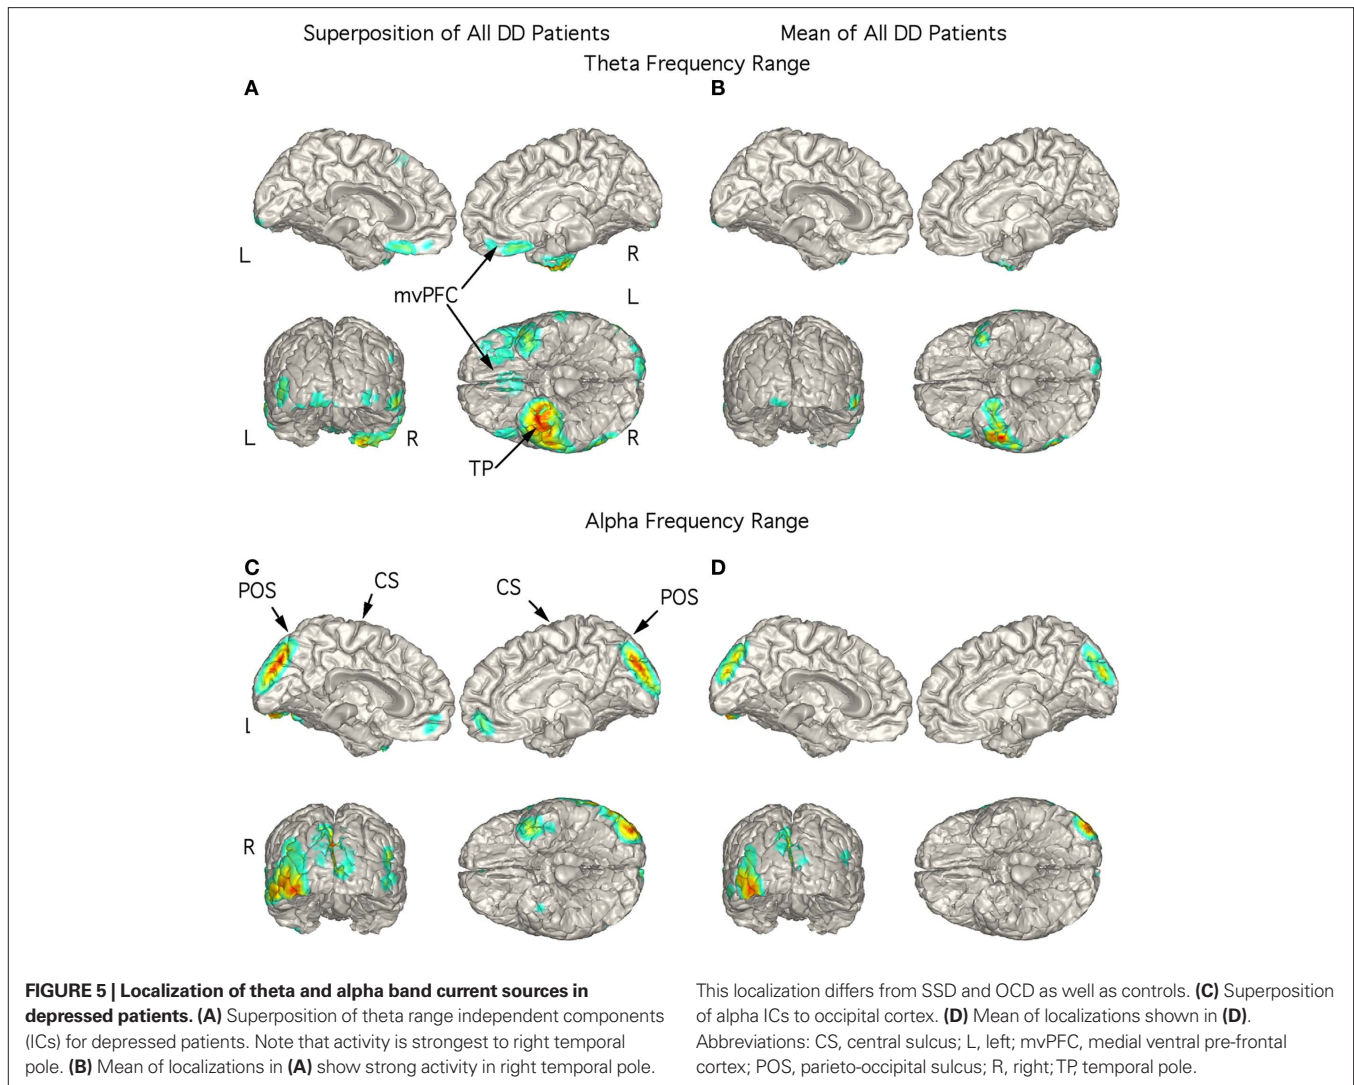 Superposition of All DD Patients
Mean of All DD Patients
Theta Frequency Range
A
B
L
R
mvPFC
L
L
R
R
TP
Alpha Frequency Range
C
D
POS
CS
CS
POS
L
R
FIGURE 5 | Localization of theta and alpha band current sources in
depressed patients. (A) Superposition of theta range independent components
(ICs) for depressed patients. Note that activity is strongest to right temporal
pole. (B) Mean of localizations in (A) show strong activity in right temporal pole.
This localization differs from SSD and OCD as well as controls. (C) Superposition
of alpha ICs to occipital cortex. (D) Mean of localizations shown in (D).
Abbreviations: CS, central sulcus; L, left; mvPFC, medial ventral pre-frontal
cortex; POS, parieto-occipital sulcus; R, right; TP, temporal pole.